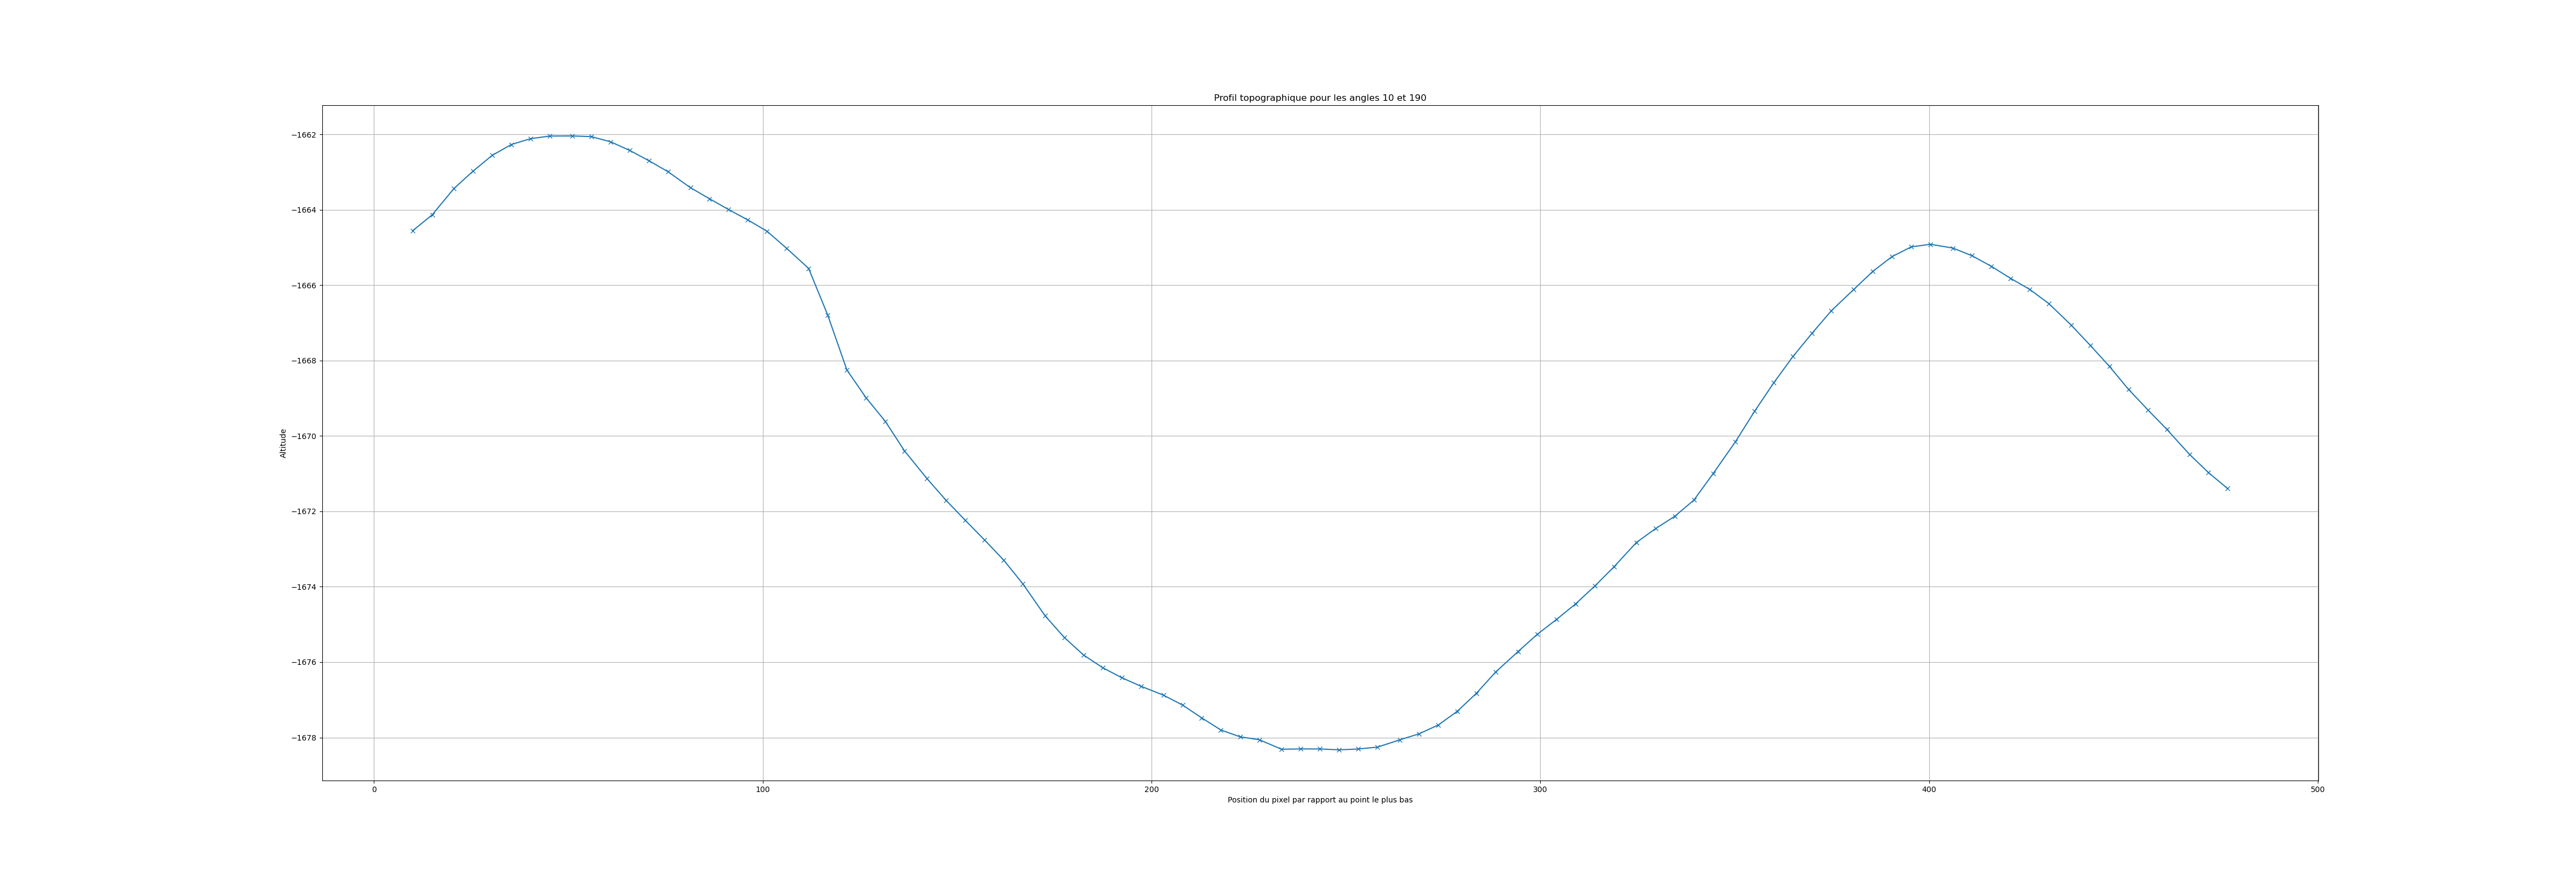 Profil topographique pour les angles 10 et 190
−1662
−1664
−1666
−1668
−1670
−1672
−1674
−1676
−1678
Altitude
0 100 200 300 400 500
Position du pixel par rapport au point le plus bas